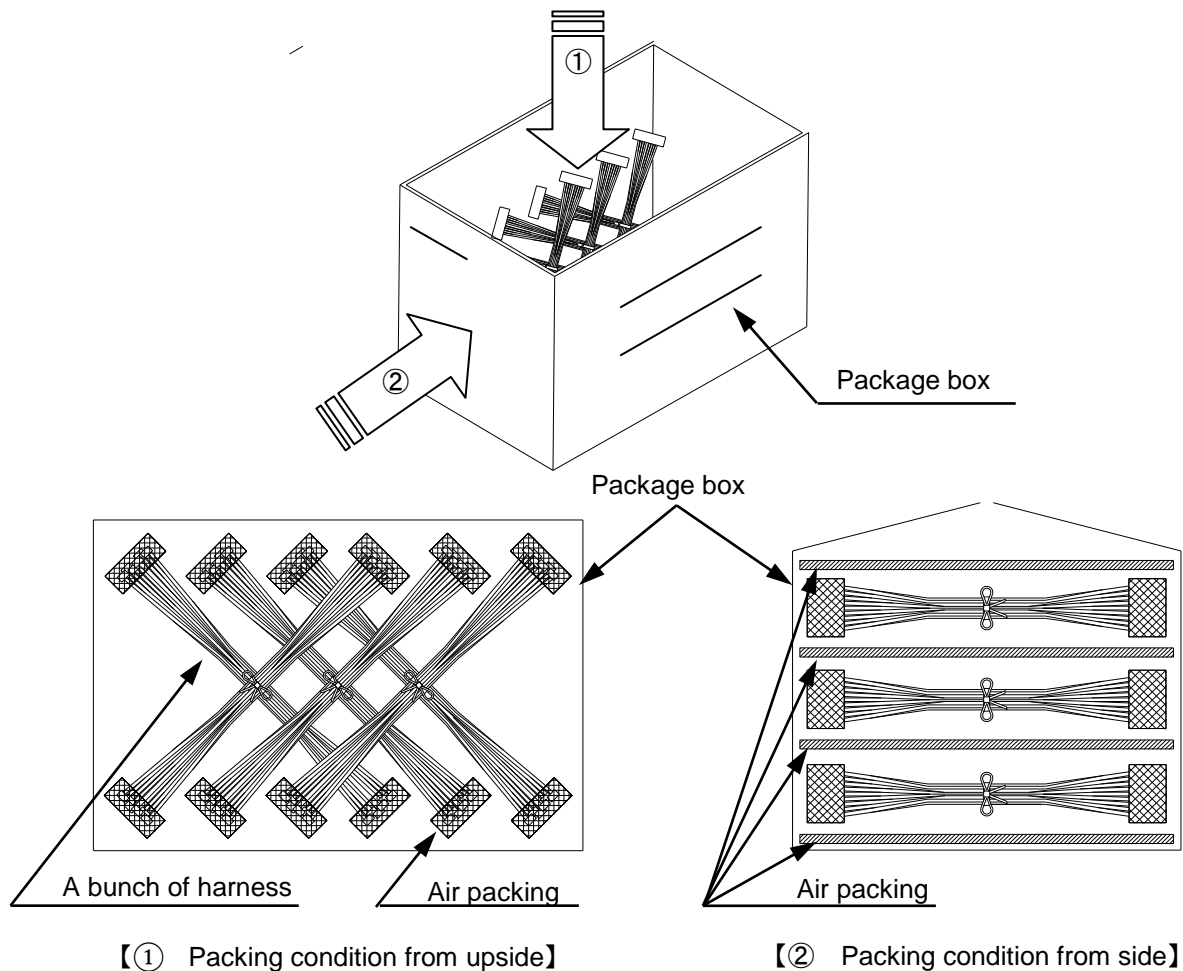 ①
②
Package box
Package box
A bunch of harness
Air packing
Air packing
【① Packing condition from upside】
【② Packing condition from side】